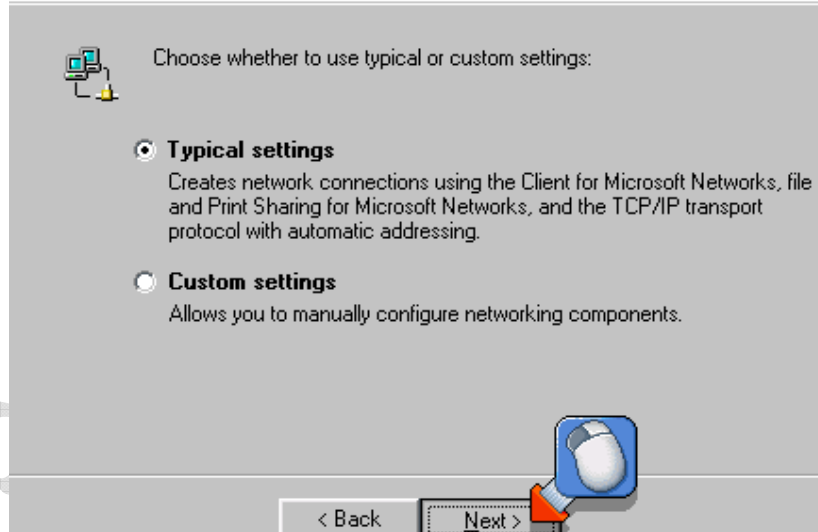 Choose whether to use typical or custom settings:
Typical settings
Creates network connections using the Client for Microsoft Networks, file
and Print Sharing for Microsoft Networks, and the TCP/IP transport
protocol with automatic addressing.
Custom settings
Allows you to manually configure networking components.
< Back
Next >